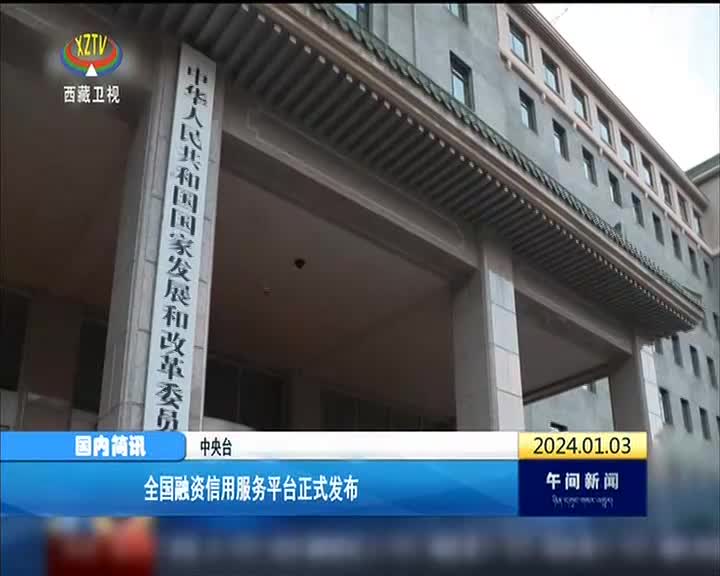 XZTV
西藏卫视
中华人民共和国国家发展和改革委员
国内简讯
中央台
2024.01.03
全国融资信用服务平台正式发布
午间新闻